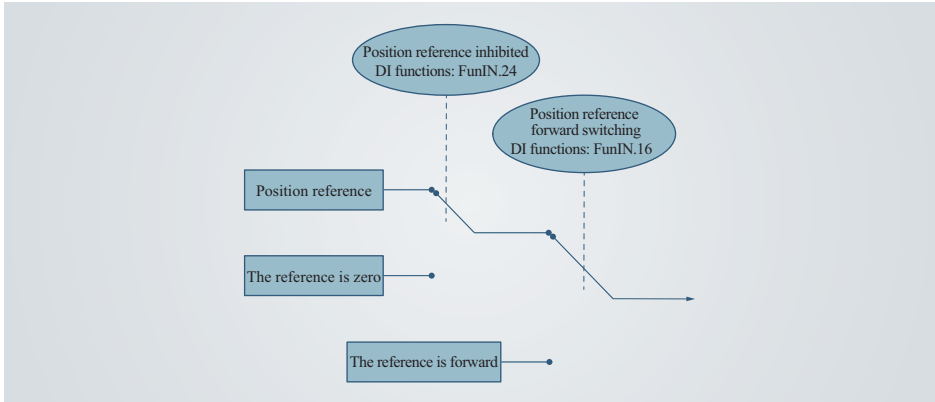 Position reference inhibited
DI functions: FunIN.24
Position reference
forward switching
DI functions: FunIN.16
Position reference
The reference is zero
The reference is forward